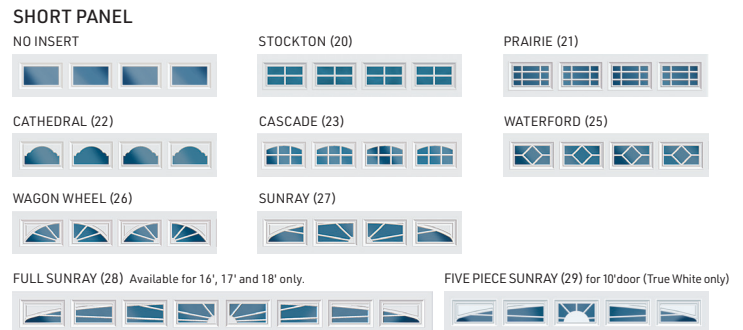 SHORT PANEL
NO INSERT
STOCKTON (20)
PRAIRIE (21)
CATHEDRAL (22)
CASCADE (23)
WATERFORD (25)
WAGON WHEEL (26)
SUNRAY (27)
FULL SUNRAY (28) Available for 16', 17' and 18' only.
FIVE PIECE SUNRAY (29) for 10'door (True White only)